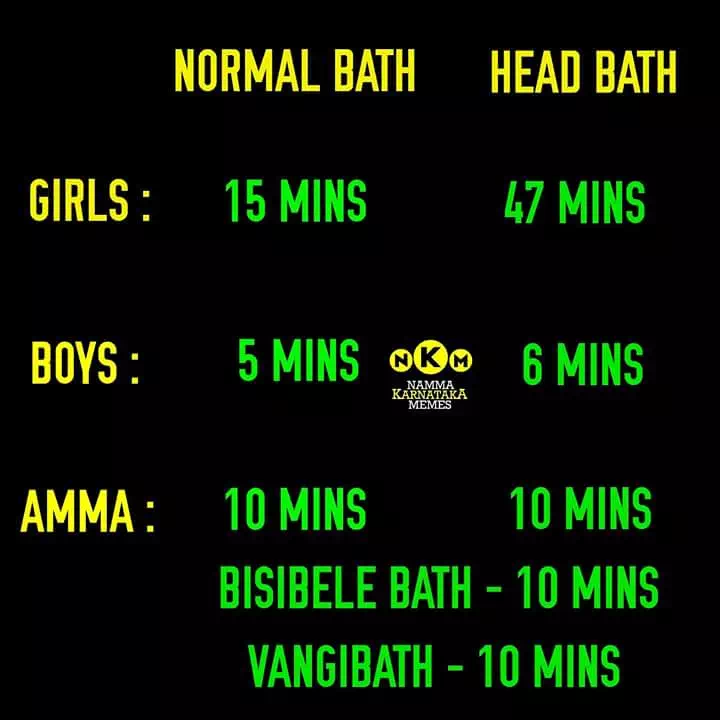 NORMAL BATH HEAD BATH
GIRLS : 15 MINS 47 MINS
BOYS : 5 MINS 6 MINS
NKM
NAMMA
KARNATAKA
MEMES
AMMA : 10 MINS 10 MINS
BISIBELE BATH - 10 MINS
VANGIBATH - 10 MINS